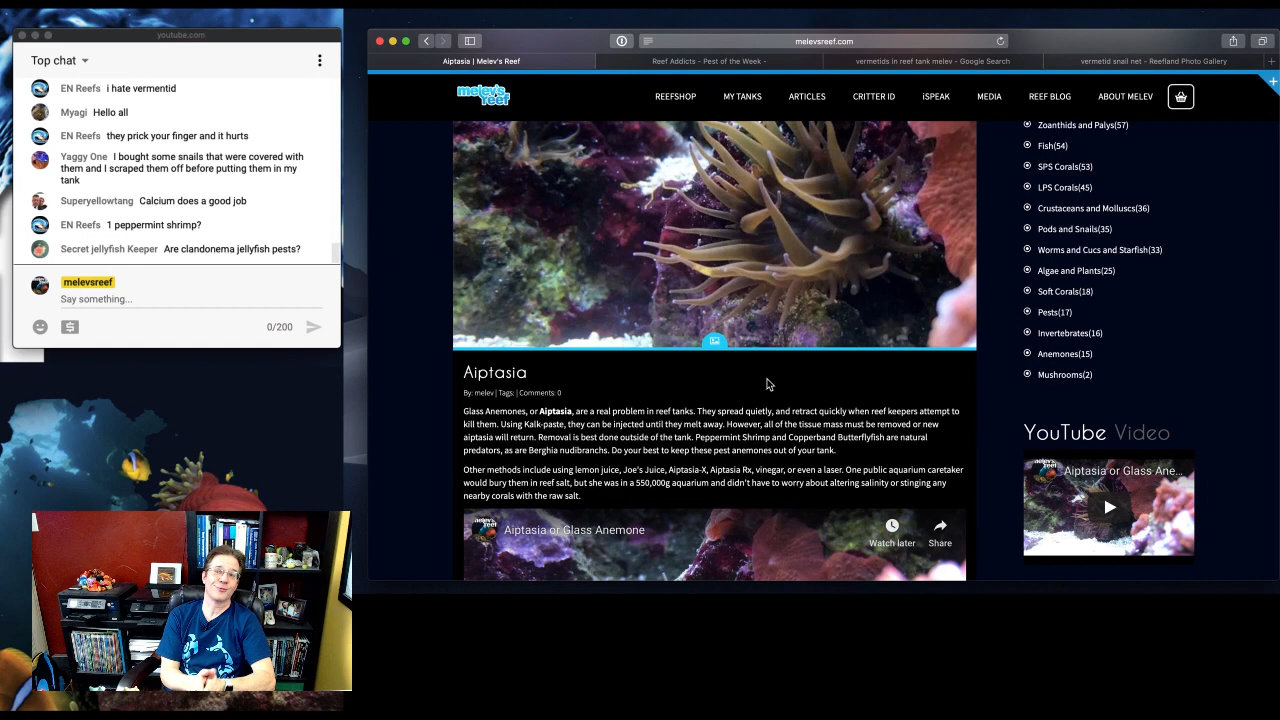 youtube.com
Top chat
EN Reefs i hate vermentid
Myagi Hello all
EN Reefs they prick your finger and it hurts
Yaggy One I bought some snails that were covered with
them and I scraped them off before putting them in my
tank
Superyellowtang Calcium does a good job
EN Reefs 1 peppermint shrimp?
Secret jellyfish Keeper Are clandonema jellyfish pests?
melevsreef
Say something...
0/200
melevsreef.com
Aiptasia | Melev's Reef
Reef Addicts - Pest of the Week -
vermetids in reef tank melev - Google Search
vermetid snail net - Reefland Photo Gallery
melev's
reef
REEFSHOP MY TANKS ARTICLES CRITTER ID iSPEAK MEDIA REEF BLOG ABOUT MELEV
Zoanthids and Palys(57)
Fish(54)
SPS Corals(53)
LPS Corals(45)
Crustaceans and Molluscs(36)
Pods and Snails(35)
Worms and Cucs and Starfish(33)
Algae and Plants(25)
Soft Corals(18)
Pests(17)
Invertebrates(16)
Anemones(15)
Mushrooms(2)
Aiptasia
By: melev | Tags: | Comments: 0
Glass Anemones, or Aiptasia, are a real problem in reef tanks. They spread quietly, and retract quickly when reef keepers attempt to
kill them. Using Kalk-paste, they can be injected until they melt away. However, all of the tissue mass must be removed or new
aiptasia will return. Removal is best done outside of the tank. Peppermint Shrimp and Copperband Butterflyfish are natural
predators, as are Berghia nudibranchs. Do your best to keep these pest anemones out of your tank.
Other methods include using lemon juice, Joe's Juice, Aiptasia-X, Aiptasia Rx, vinegar, or even a laser. One public aquarium caretaker
would bury them in reef salt, but she was in a 550,000g aquarium and didn't have to worry about altering salinity or stinging any
nearby corals with the raw salt.
Aiptasia or Glass Anemone
Watch later
Share
YouTube Video
Aiptasia or Glass Ane...